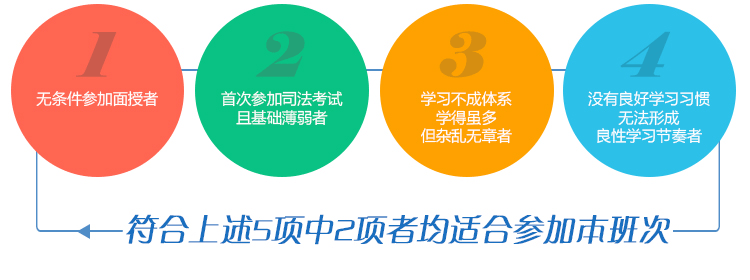 1
无条件参加面授者
2
首次参加司法考试
且基础薄弱者
3
学习不成体系
学得虽多
但杂乱无章者
4
没有良好学习习惯
无法形成
良性学习节奏者
符合上述5项中2项者均适合参加本班次